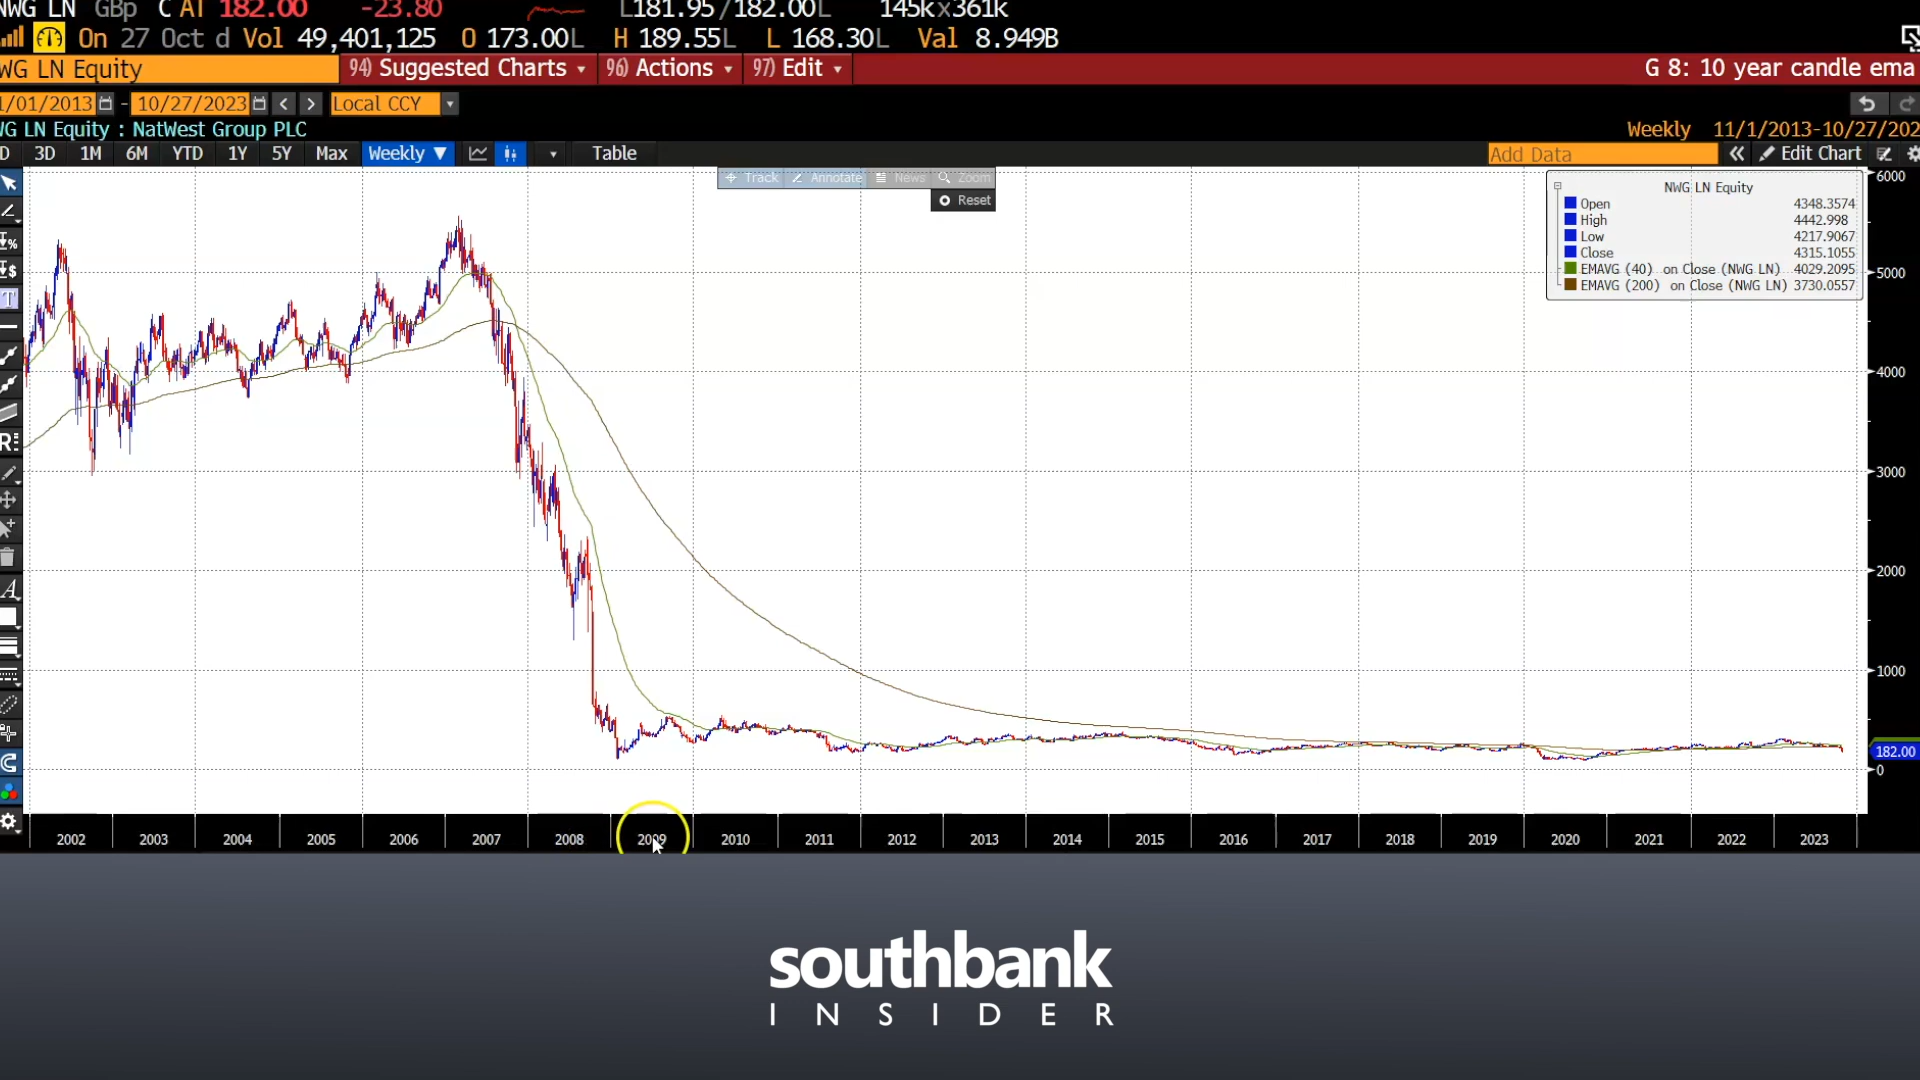 NWG LN GBp C AT 182.00 -23.80 L181.95/182.00L 145kx361k
On 27 Oct d Vol 49,401,125 O 173.00L H 189.55L L 168.30L Val 8.949B
WG LN Equity 94) Suggested Charts 96) Actions 97) Edit G 8: 10 year candle ema
1/01/2013 - 10/27/2023 < > Local CCY
WG LN Equity : NatWest Group PLC Weekly 11/1/2013-10/27/202
D 3D 1M 6M YTD 1Y 5Y Max Weekly ▼ Table Add Data « Edit Chart
Track Annotate News Zoom
Reset
NWG LN Equity
Open 4348.3574
High 4442.998
Low 4217.9067
Close 4315.1055
EMAVG (40) on Close (NWG LN) 4029.2095
EMAVG (200) on Close (NWG LN) 3730.0557
6000
5000
4000
3000
2000
1000
182.00
0
2002 2003 2004 2005 2006 2007 2008 2009 2010 2011 2012 2013 2014 2015 2016 2017 2018 2019 2020 2021 2022 2023
southbank
INSIDER